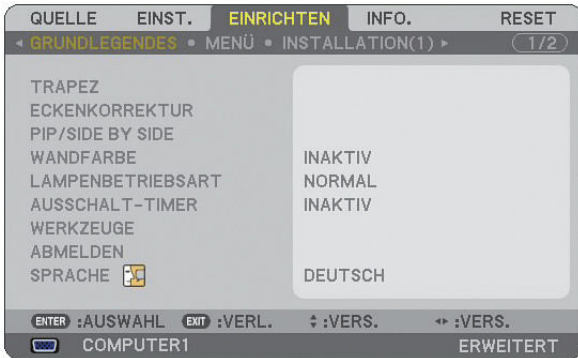 QUELLE EINST. EINRICHTEN INFO. RESET
GRUNDLEGENDES • MENÜ • INSTALLATION(1) 1/2
TRAPEZ
ECKENKORREKTUR
PIP/SIDE BY SIDE
WANDFARBE INAKTIV
LAMPENBETRIEBSART NORMAL
AUSSCHALT-TIMER INAKTIV
WERKZEUGE
ABMELDEN
SPRACHE DEUTSCH
ENTER :AUSWAHL EXIT :VERL. :VERS. :VERS.
COMPUTER1 ERWEITERT